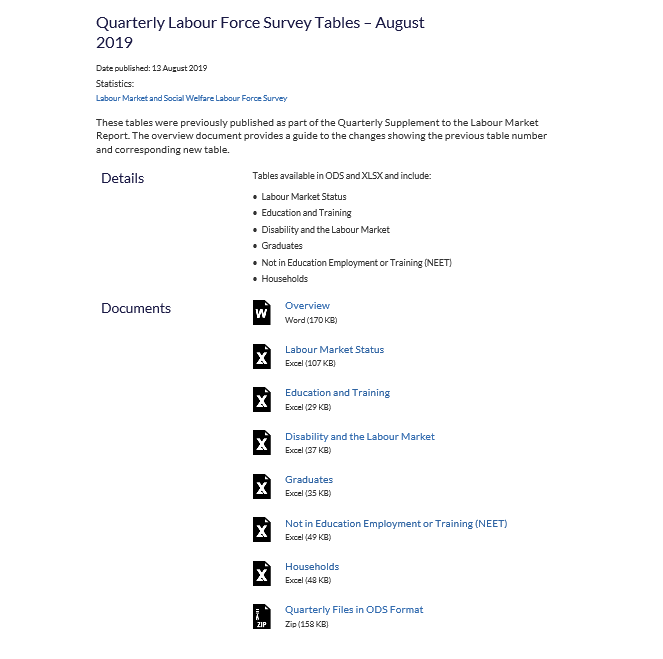 Quarterly Labour Force Survey Tables – August
2019
Date published: 13 August 2019
Statistics:
Labour Market and Social Welfare Labour Force Survey
These tables were previously published as part of the Quarterly Supplement to the Labour Market
Report. The overview document provides a guide to the changes showing the previous table number
and corresponding new table.
Details
Tables available in ODS and XLSX and include:
• Labour Market Status
• Education and Training
• Disability and the Labour Market
• Graduates
• Not in Education Employment or Training (NEET)
• Households
Documents
W
Overview
Word (170 KB)
X
Labour Market Status
Excel (107 KB)
X
Education and Training
Excel (29 KB)
X
Disability and the Labour Market
Excel (37 KB)
X
Graduates
Excel (35 KB)
X
Not in Education Employment or Training (NEET)
Excel (49 KB)
X
Households
Excel (48 KB)
ZIP
Quarterly Files in ODS Format
Zip (158 KB)